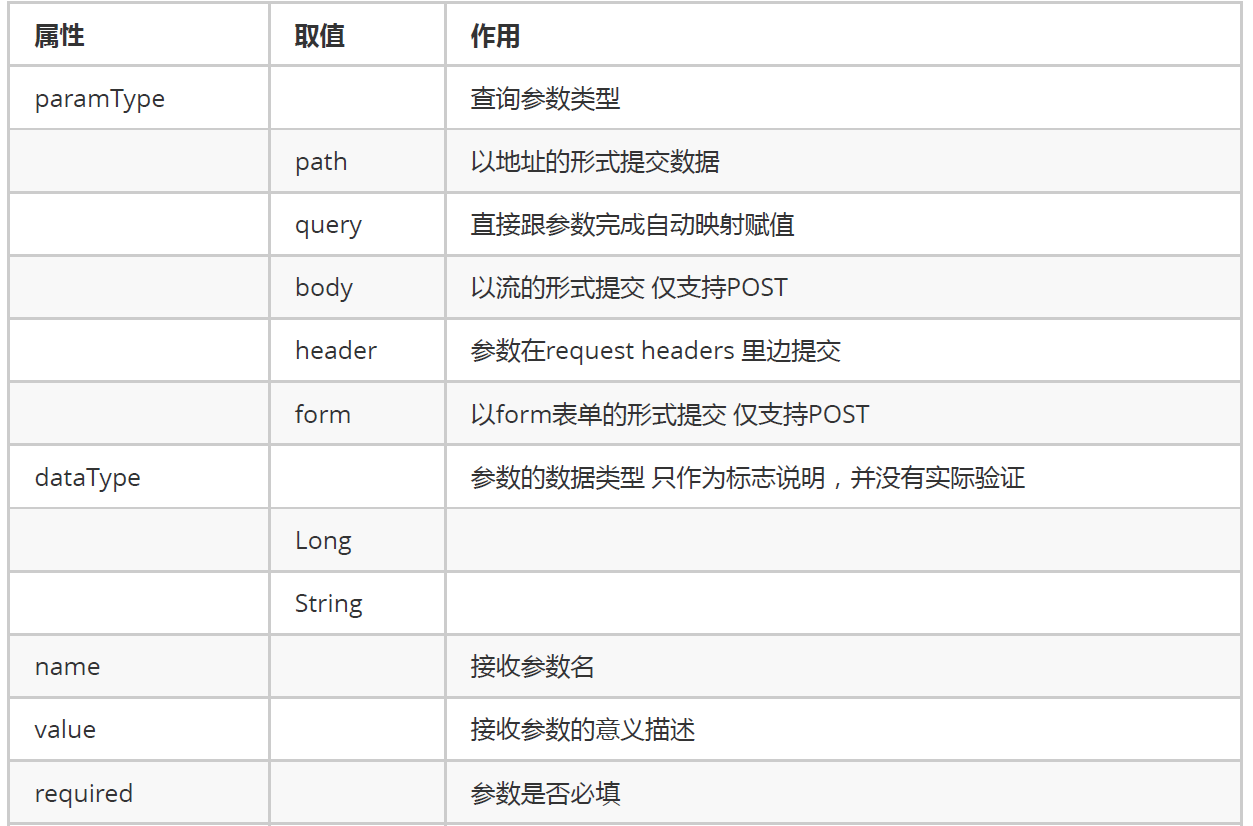 属性 取值 作用
paramType 查询参数类型
path 以地址的形式提交数据
query 直接跟参数完成自动映射赋值
body 以流的形式提交 仅支持POST
header 参数在request headers 里边提交
form 以form表单的形式提交 仅支持POST
dataType 参数的数据类型 只作为标志说明，并没有实际验证
Long
String
name 接收参数名
value 接收参数的意义描述
required 参数是否必填